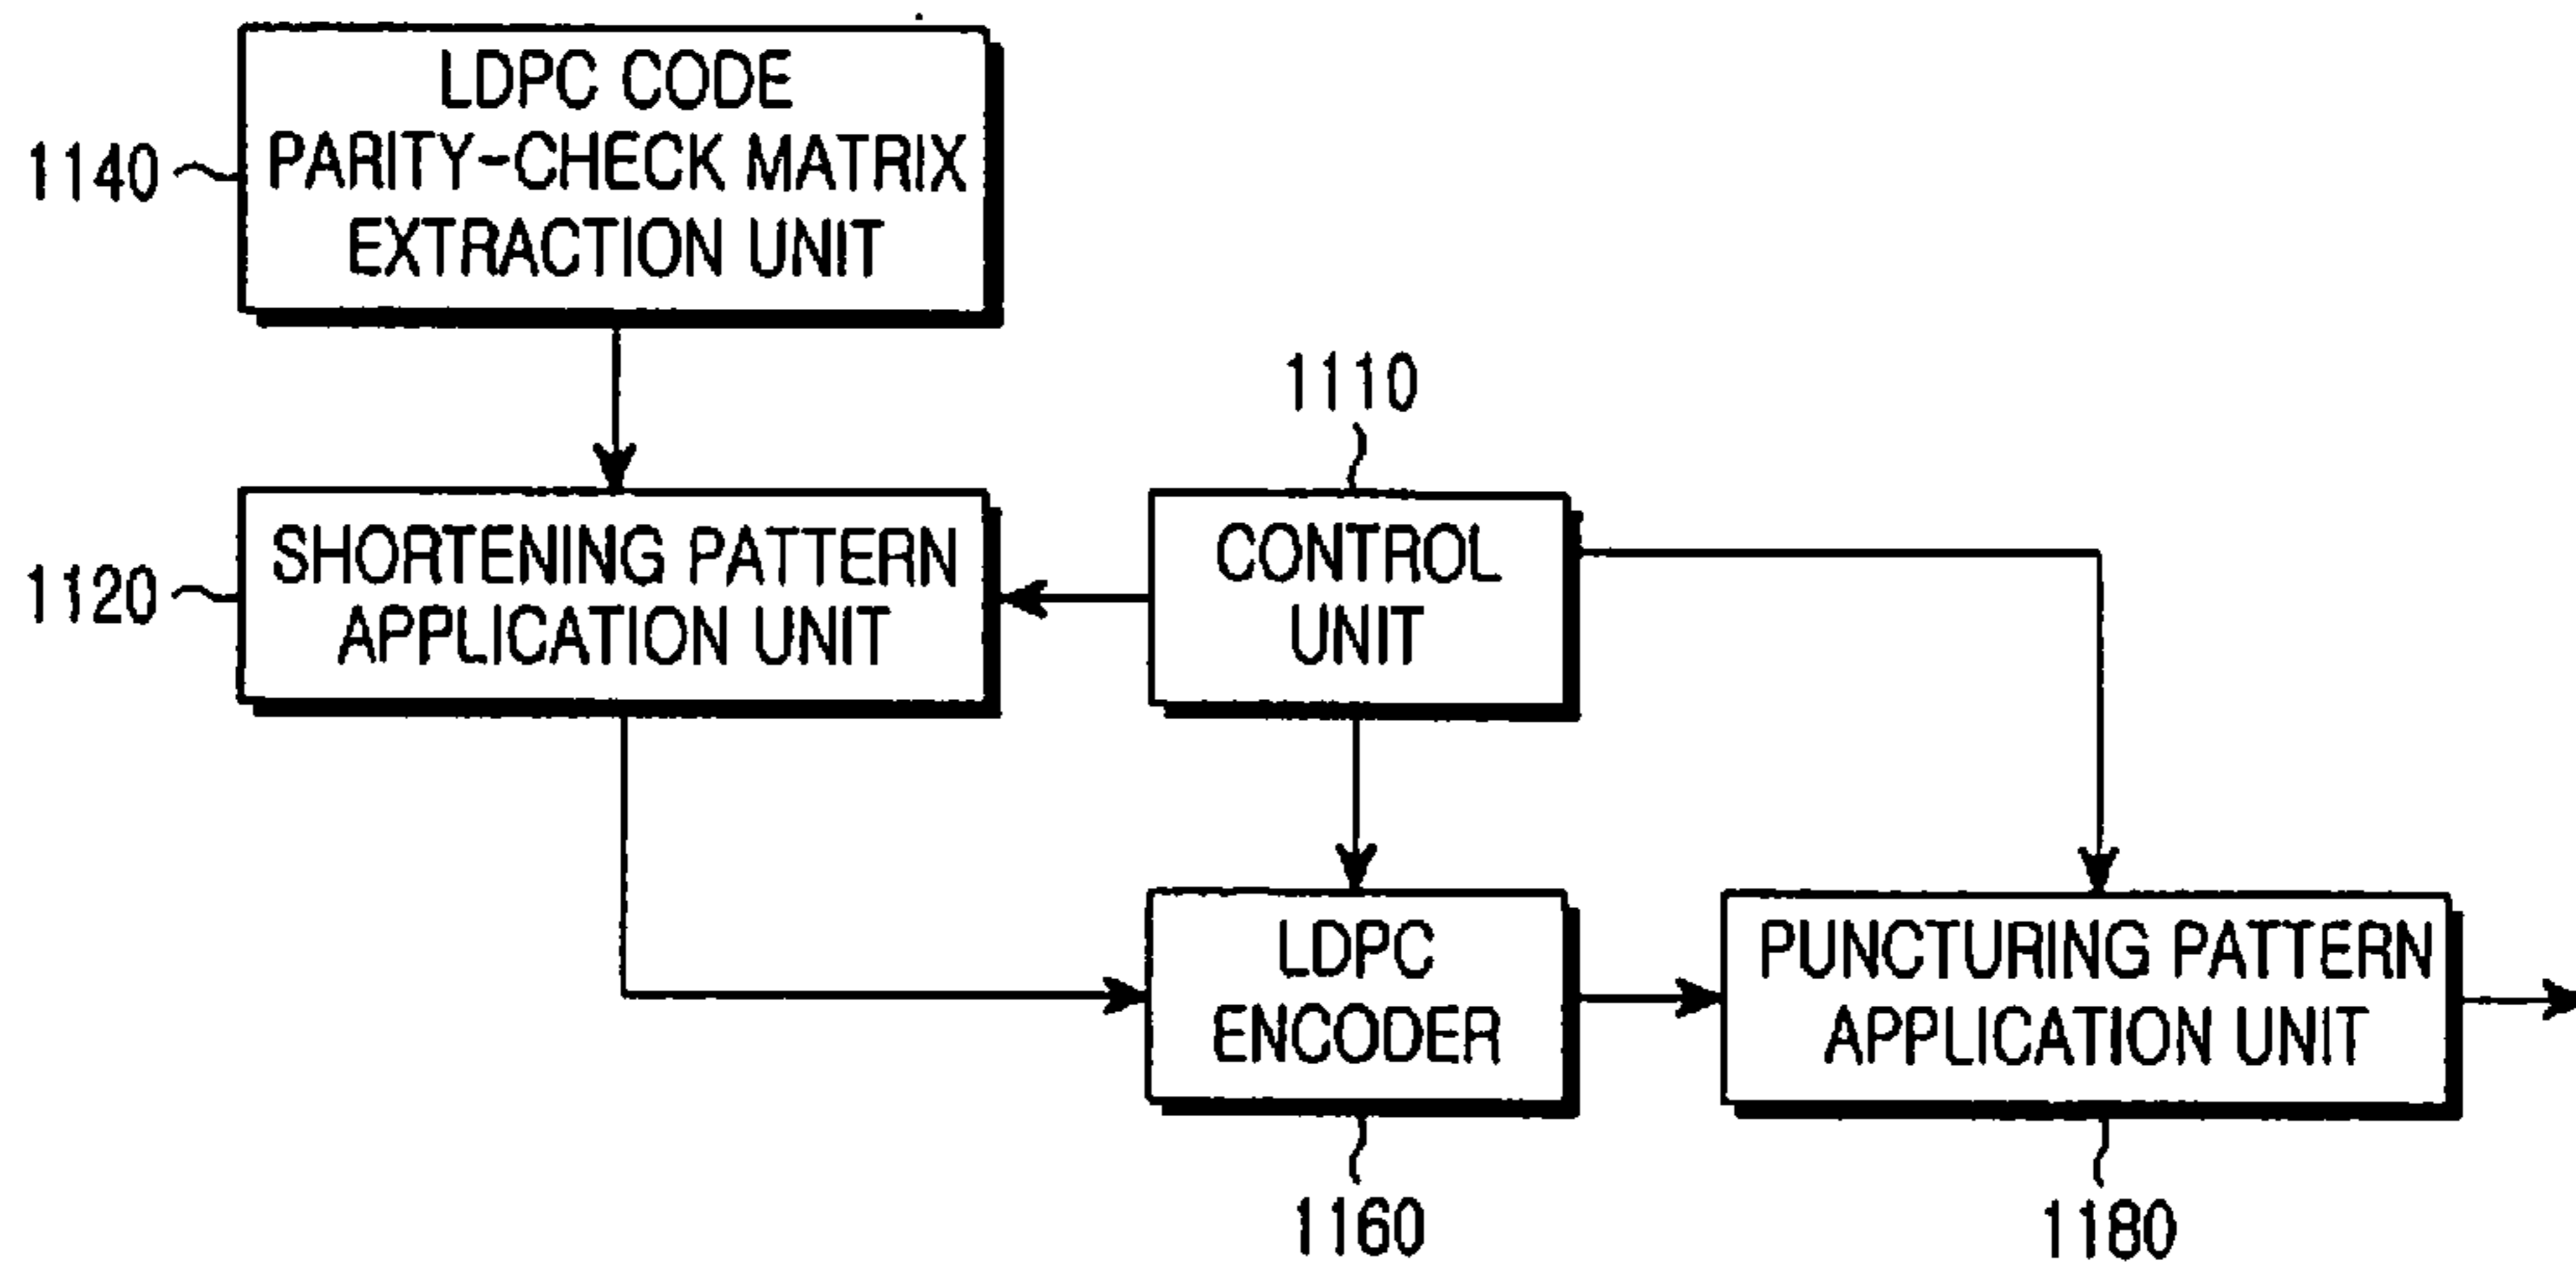 LDPC CODE
PARITY-CHECK MATRIX
EXTRACTION UNIT
1140
1110
SHORTENING PATTERN
APPLICATION UNIT
1120
CONTROL
UNIT
LDPC
ENCODER
PUNCTURING PATTERN
APPLICATION UNIT
1160
1180